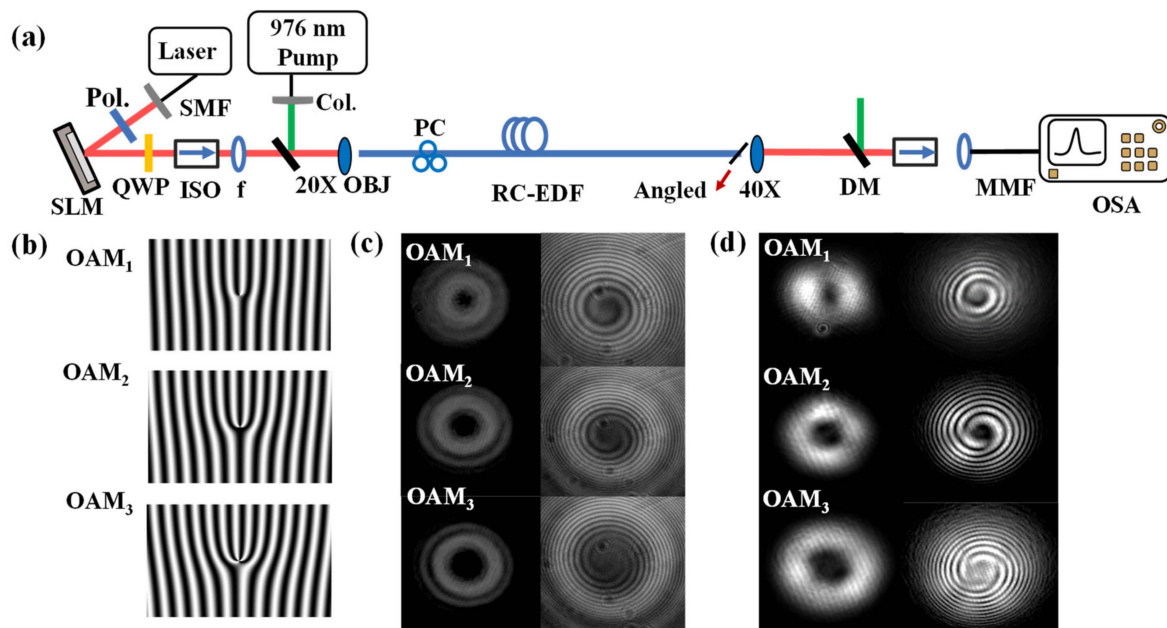 (a)
Laser
976 nm
Pump
Pol.
SMF
Col.
PC
SLM
QWP
ISO
f
20X OBJ
RC-EDF
Angled
40X
DM
MMF
OSA
(b)
OAM1
OAM2
OAM3
(c)
OAM1
OAM2
OAM3
(d)
OAM1
OAM2
OAM3